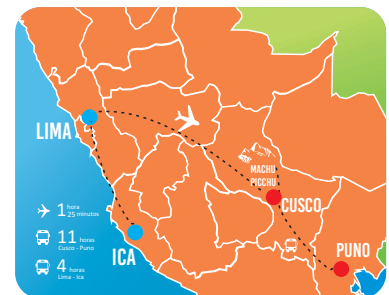 LIMA
MACHU
PICCHU
CUSCO
PUNO
ICA
1 hora
25 minutos
11 horas
Cusco - Puno
4 horas
Lima - Ica